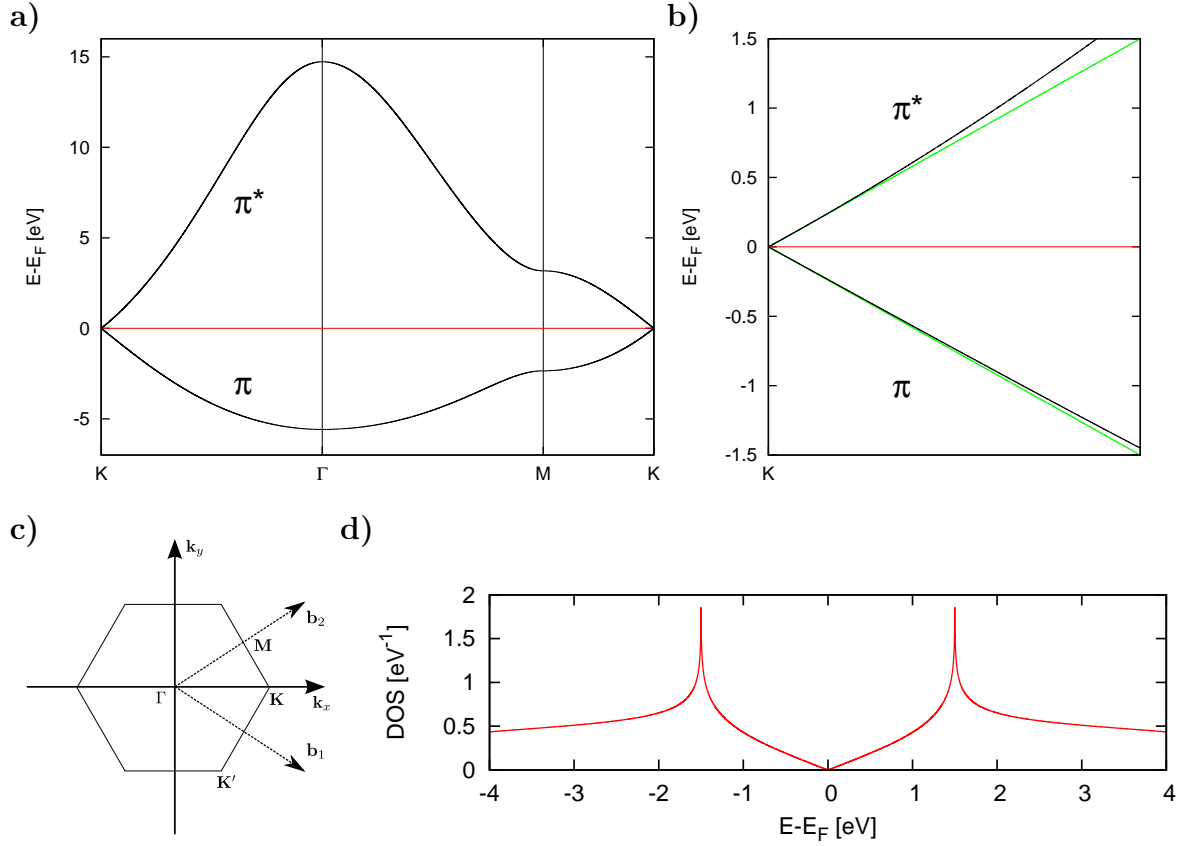 a)
15
10
5
0
-5
E-E_F [eV]
π*
π
K Γ M K
b)
1.5
1
0.5
0
-0.5
-1
-1.5
E-E_F [eV]
π*
π
K
c)
k_y
b_2
M
Γ
K
k_x
b_1
K′
d)
2
1.5
1
0.5
0
DOS [eV⁻¹]
-4 -3 -2 -1 0 1 2 3 4
E-E_F [eV]